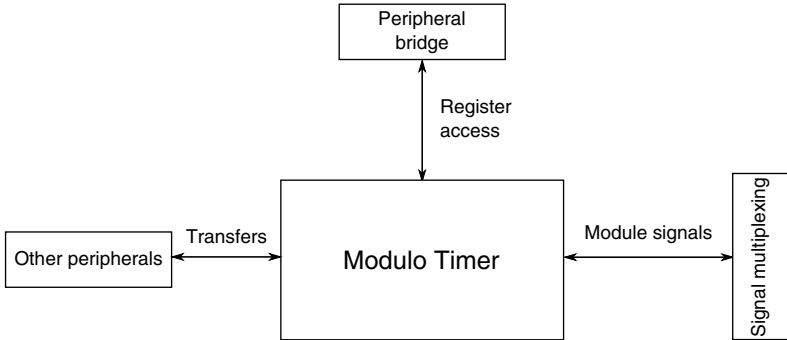 Peripheral
bridge
Register
access
Transfers
Module signals
Other peripherals
Modulo Timer
Signal multiplexing